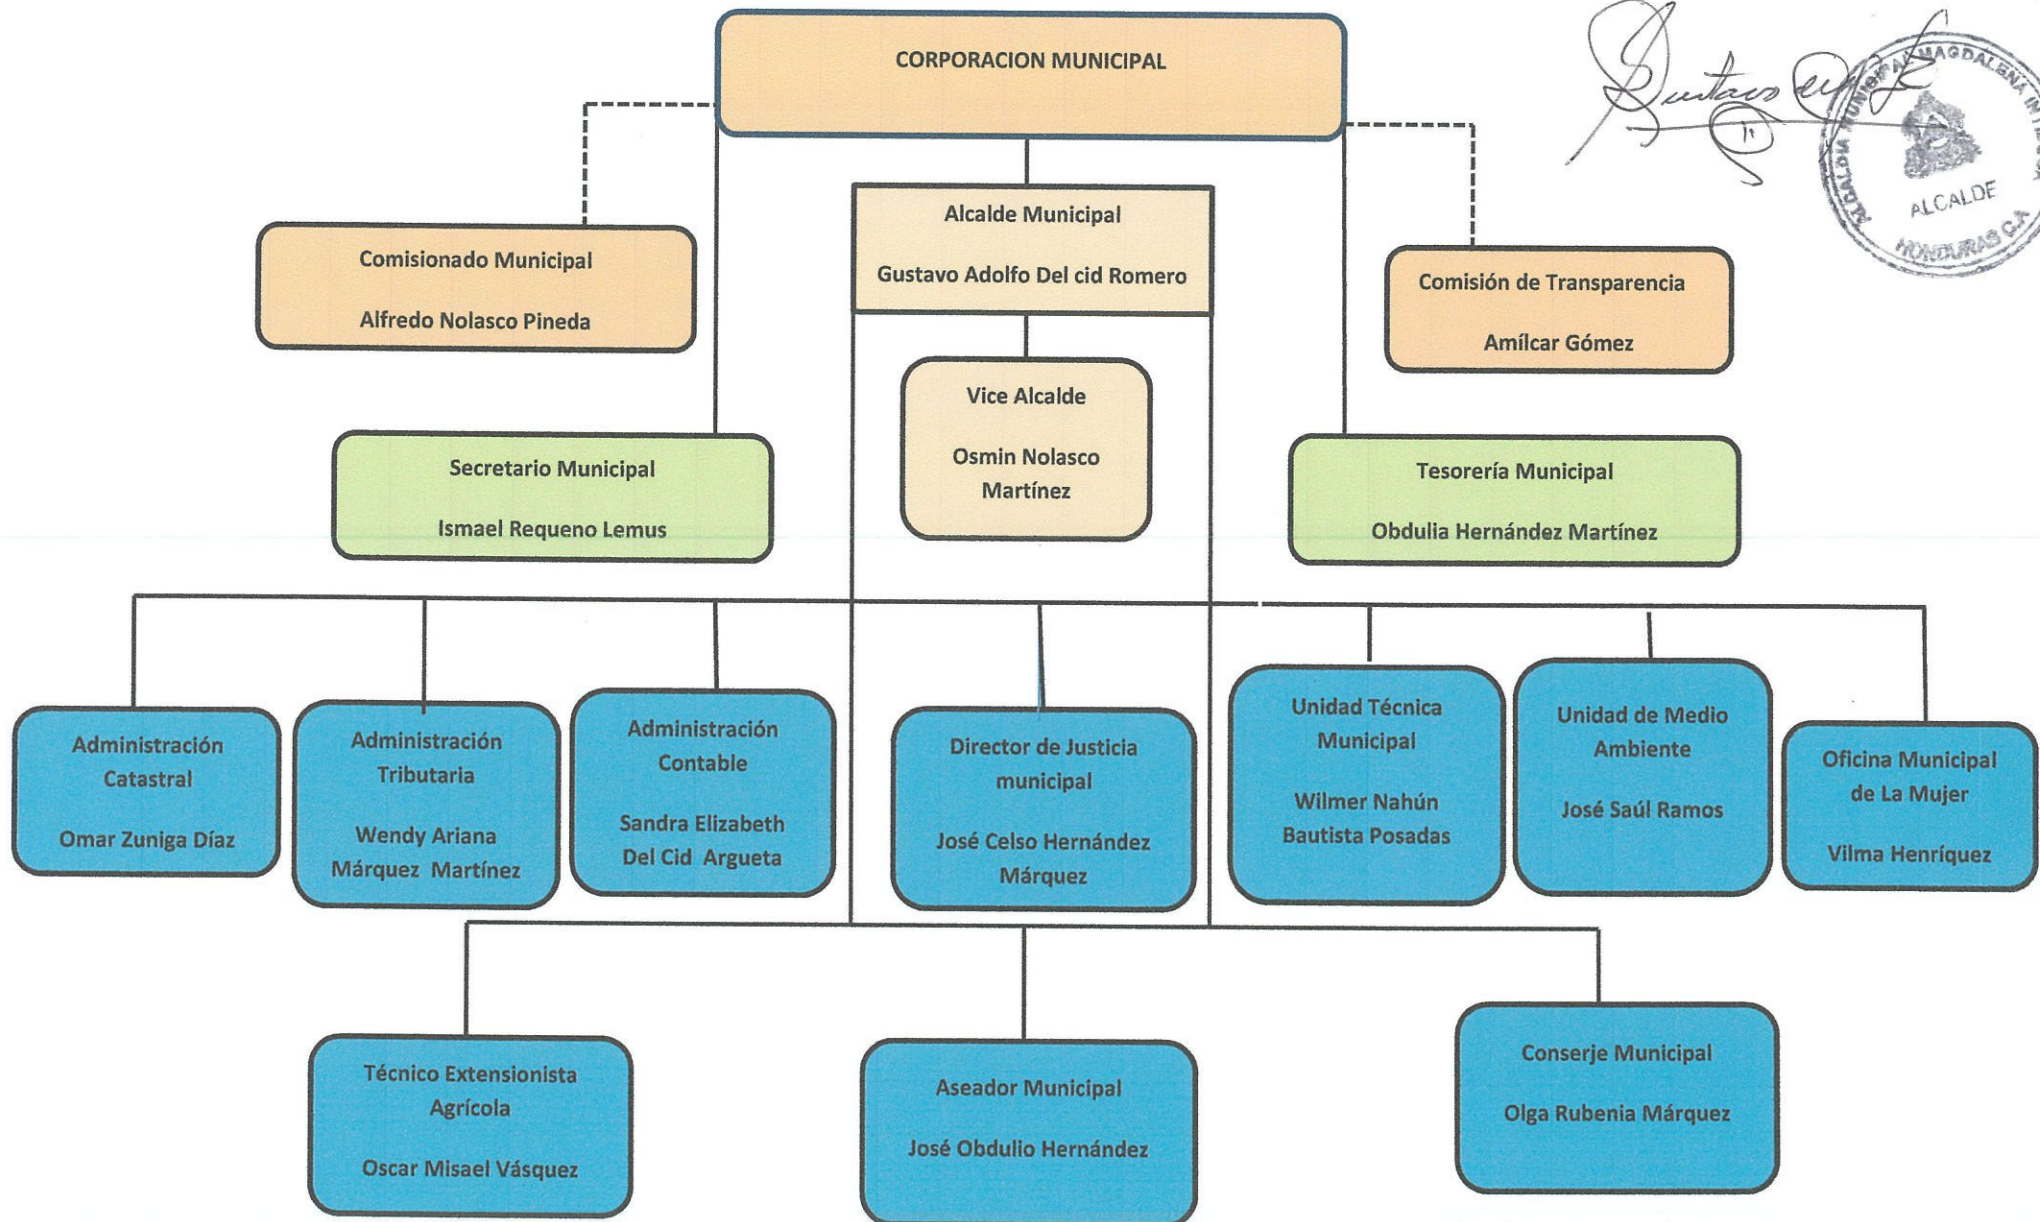 CORPORACION MUNICIPAL
ALCALDIA MUNICIPAL MAGDALENA
ALCALDE
HONDURAS C.A
Alcalde Municipal
Gustavo Adolfo Del cid Romero
Comisionado Municipal
Alfredo Nolasco Pineda
Comisión de Transparencia
Amílcar Gómez
Vice Alcalde
Osmin Nolasco
Martínez
Secretario Municipal
Ismael Requeno Lemus
Tesorería Municipal
Obdulia Hernández Martínez
Administración
Catastral
Omar Zuniga Díaz
Administración
Tributaria
Wendy Ariana
Márquez Martínez
Administración
Contable
Sandra Elizabeth
Del Cid Argueta
Director de Justicia
municipal
José Celso Hernández
Márquez
Unidad Técnica
Municipal
Wilmer Nahún
Bautista Posadas
Unidad de Medio
Ambiente
José Saúl Ramos
Oficina Municipal
de La Mujer
Vilma Henríquez
Técnico Extensionista
Agrícola
Oscar Misael Vásquez
Aseador Municipal
José Obdulio Hernández
Conserje Municipal
Olga Rubenia Márquez